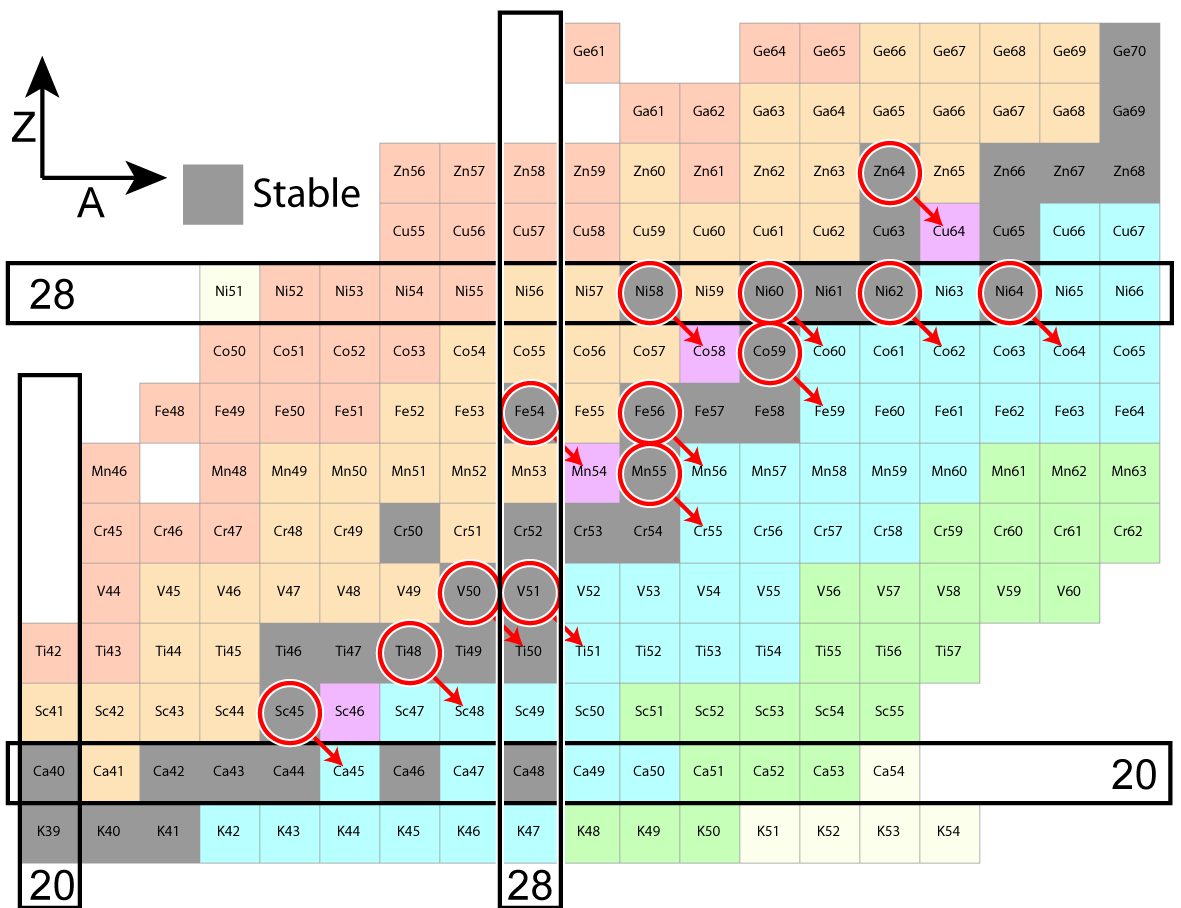 Ge61 Ge64 Ge65 Ge66 Ge67 Ge68 Ge69 Ge70
Z
Ga61 Ga62 Ga63 Ga64 Ga65 Ga66 Ga67 Ga68 Ga69
A
Stable
Zn56 Zn57 Zn58 Zn59 Zn60 Zn61 Zn62 Zn63 Zn64 Zn65 Zn66 Zn67 Zn68
Cu55 Cu56 Cu57 Cu58 Cu59 Cu60 Cu61 Cu62 Cu63 Cu64 Cu65 Cu66 Cu67
28 Ni51 Ni52 Ni53 Ni54 Ni55 Ni56 Ni57 Ni58 Ni59 Ni60 Ni61 Ni62 Ni63 Ni64 Ni65 Ni66
Co50 Co51 Co52 Co53 Co54 Co55 Co56 Co57 Co58 Co59 Co60 Co61 Co62 Co63 Co64 Co65
Fe48 Fe49 Fe50 Fe51 Fe52 Fe53 Fe54 Fe55 Fe56 Fe57 Fe58 Fe59 Fe60 Fe61 Fe62 Fe63 Fe64
Mn46 Mn48 Mn49 Mn50 Mn51 Mn52 Mn53 Mn54 Mn55 Mn56 Mn57 Mn58 Mn59 Mn60 Mn61 Mn62 Mn63
Cr45 Cr46 Cr47 Cr48 Cr49 Cr50 Cr51 Cr52 Cr53 Cr54 Cr55 Cr56 Cr57 Cr58 Cr59 Cr60 Cr61 Cr62
V44 V45 V46 V47 V48 V49 V50 V51 V52 V53 V54 V55 V56 V57 V58 V59 V60
Ti42 Ti43 Ti44 Ti45 Ti46 Ti47 Ti48 Ti49 Ti50 Ti51 Ti52 Ti53 Ti54 Ti55 Ti56 Ti57
Sc41 Sc42 Sc43 Sc44 Sc45 Sc46 Sc47 Sc48 Sc49 Sc50 Sc51 Sc52 Sc53 Sc54 Sc55
Ca40 Ca41 Ca42 Ca43 Ca44 Ca45 Ca46 Ca47 Ca48 Ca49 Ca50 Ca51 Ca52 Ca53 Ca54 20
K39 K40 K41 K42 K43 K44 K45 K46 K47 K48 K49 K50 K51 K52 K53 K54
20 28